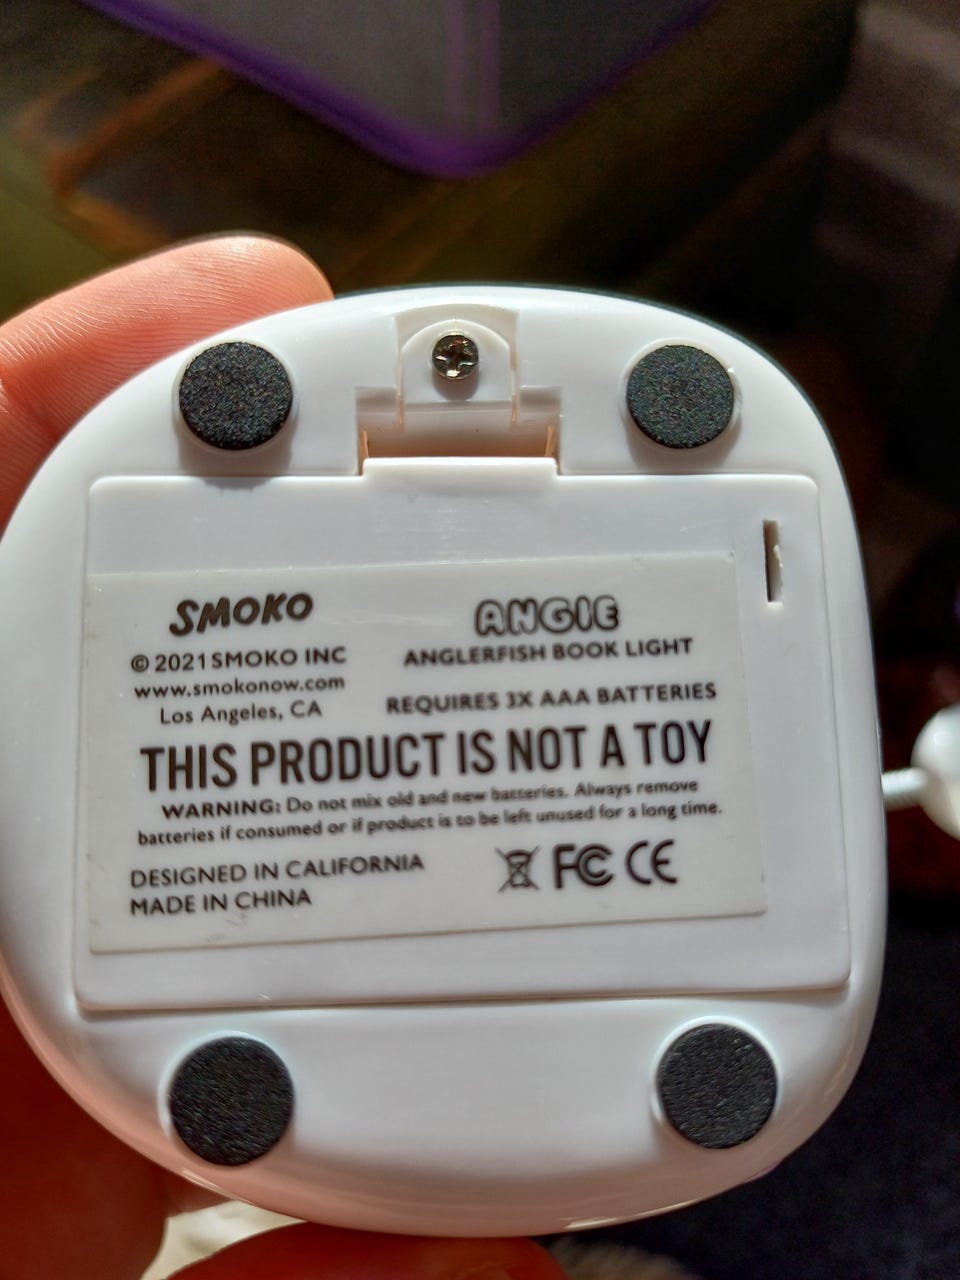 SMOKO
© 2021 SMOKO INC
www.smokonow.com
Los Angeles, CA
ANGIE
ANGLERFISH BOOK LIGHT
REQUIRES 3X AAA BATTERIES
THIS PRODUCT IS NOT A TOY
WARNING: Do not mix old and new batteries. Always remove
batteries if consumed or if product is to be left unused for a long time.
DESIGNED IN CALIFORNIA
MADE IN CHINA
FC CE